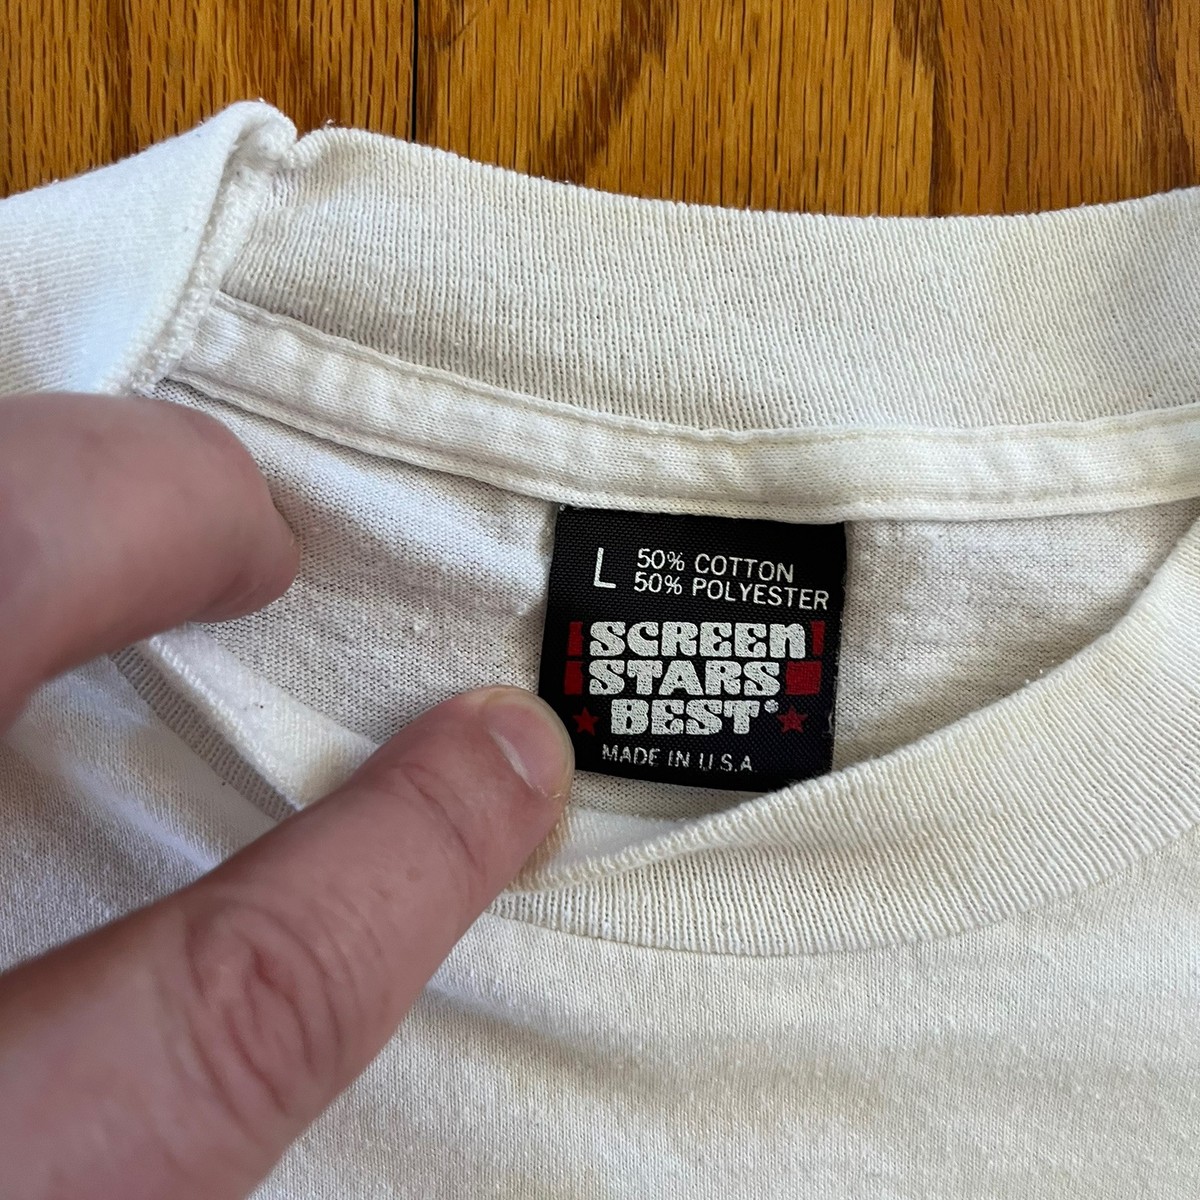 L 50% COTTON
50% POLYESTER
SCREEN
STARS
BEST®
MADE IN U.S.A.